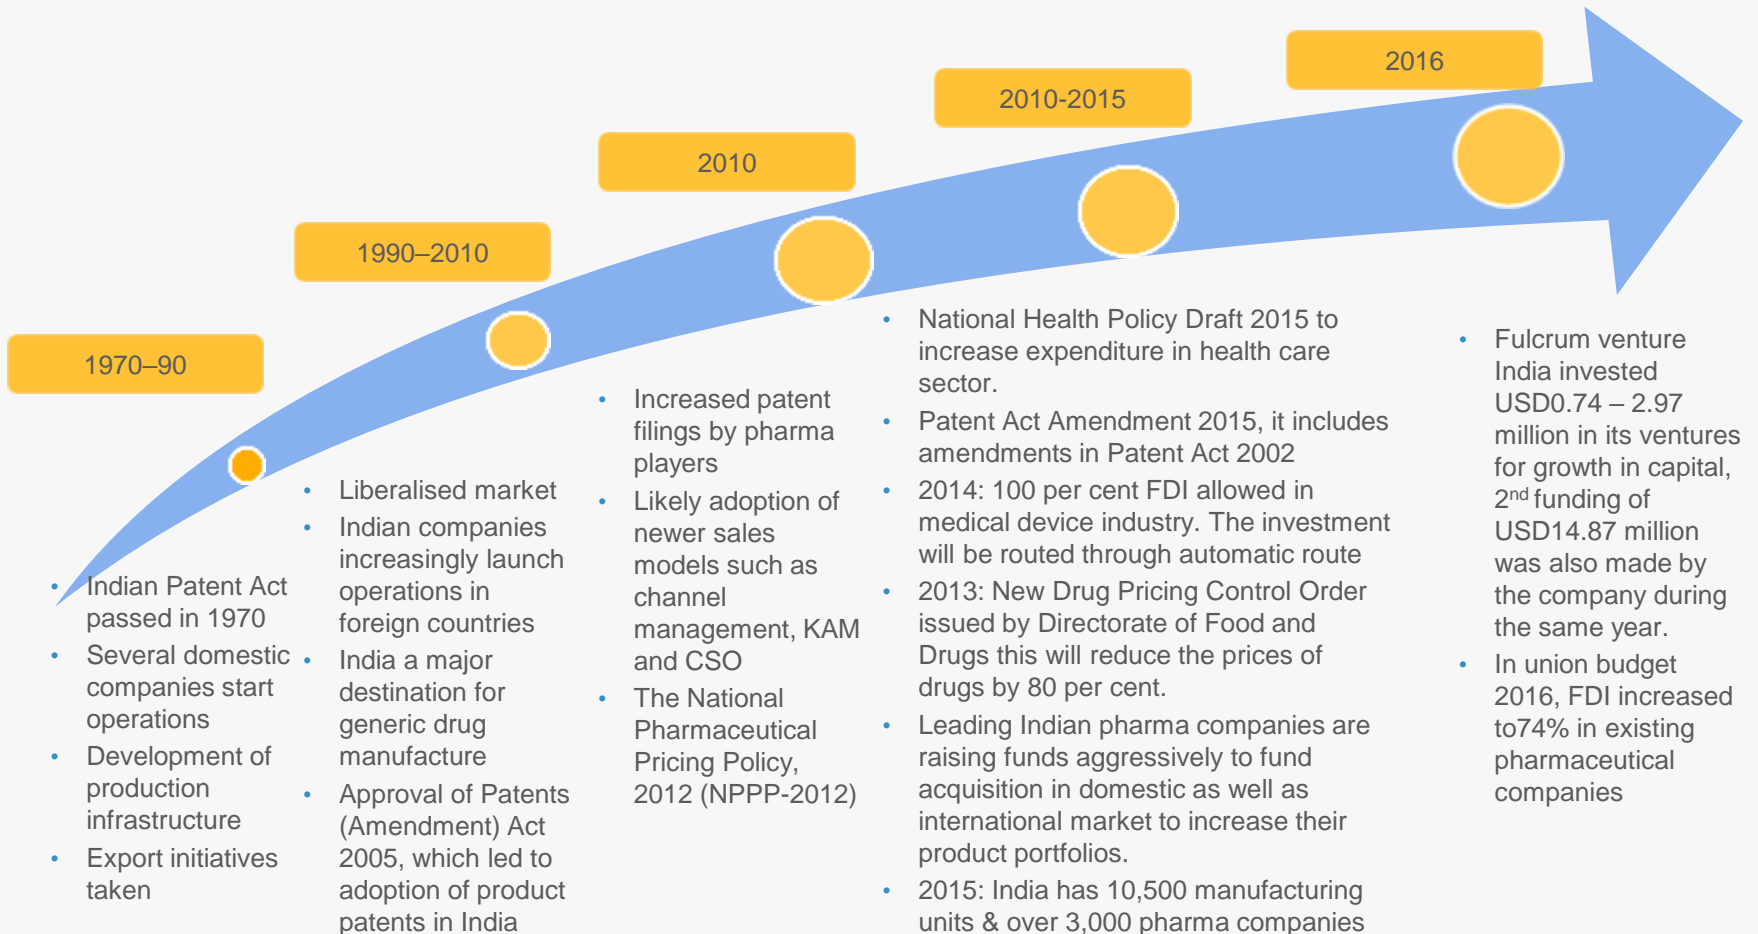 2016
2010-2015
2010
1990–2010
1970–90
• Indian Patent Act
passed in 1970
• Several domestic
companies start
operations
• Development of
production
infrastructure
• Export initiatives
taken
• Liberalised market
• Indian companies
increasingly launch
operations in
foreign countries
• India a major
destination for
generic drug
manufacture
• Approval of Patents
(Amendment) Act
2005, which led to
adoption of product
patents in India
• Increased patent
filings by pharma
players
• Likely adoption of
newer sales
models such as
channel
management, KAM
and CSO
• The National
Pharmaceutical
Pricing Policy,
2012 (NPPP-2012)
• National Health Policy Draft 2015 to
increase expenditure in health care
sector.
• Patent Act Amendment 2015, it includes
amendments in Patent Act 2002
• 2014: 100 per cent FDI allowed in
medical device industry. The investment
will be routed through automatic route
• 2013: New Drug Pricing Control Order
issued by Directorate of Food and
Drugs this will reduce the prices of
drugs by 80 per cent.
• Leading Indian pharma companies are
raising funds aggressively to fund
acquisition in domestic as well as
international market to increase their
product portfolios.
• 2015: India has 10,500 manufacturing
units & over 3,000 pharma companies
• Fulcrum venture
India invested
USD0.74 – 2.97
million in its ventures
for growth in capital,
2nd funding of
USD14.87 million
was also made by
the company during
the same year.
• In union budget
2016, FDI increased
to74% in existing
pharmaceutical
companies